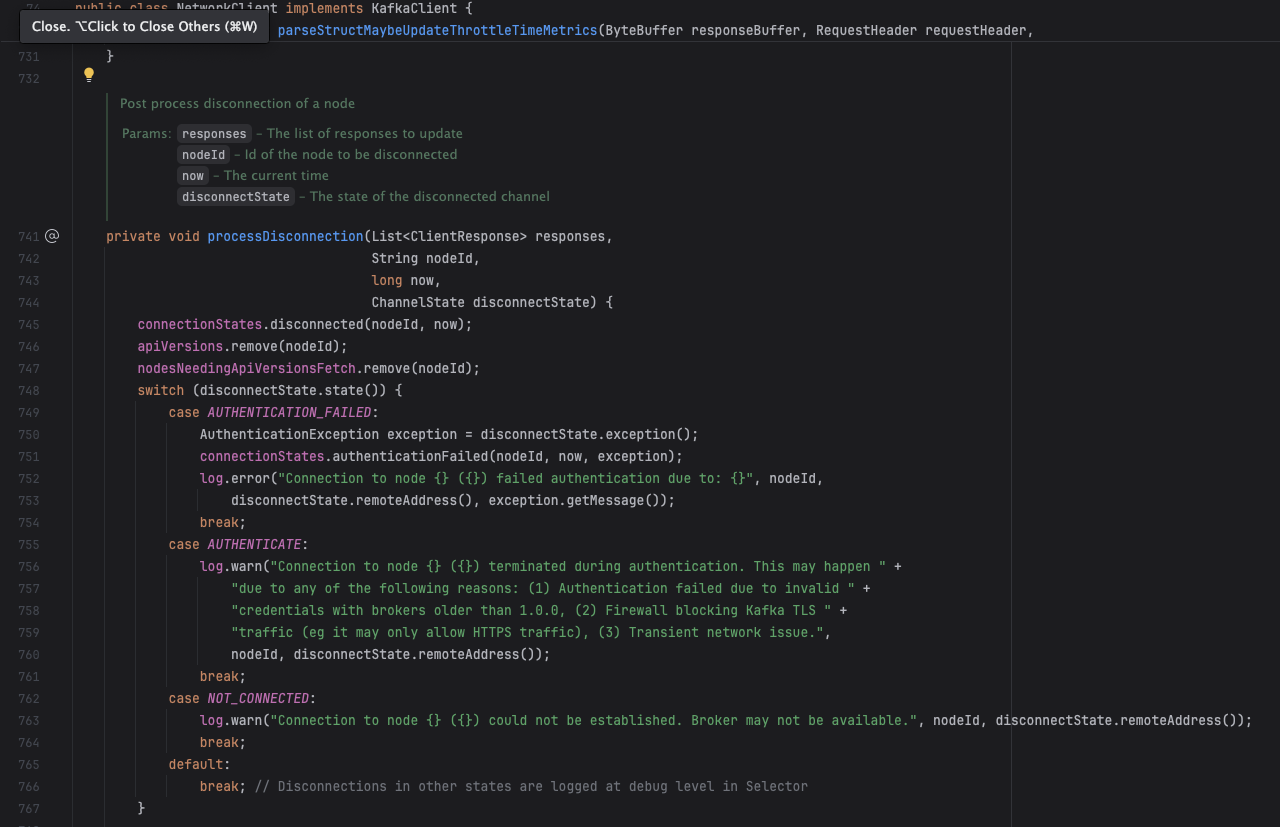 74 public class NetworkClient implements KafkaClient {
Close. ⌥Click to Close Others (⌘W)
parseStructMaybeUpdateThrottleTimeMetrics(ByteBuffer responseBuffer, RequestHeader requestHeader,
731 }
732
Post process disconnection of a node
Params: responses – The list of responses to update
nodeId – Id of the node to be disconnected
now – The current time
disconnectState – The state of the disconnected channel
741 @ private void processDisconnection(List<ClientResponse> responses,
742 String nodeId,
743 long now,
744 ChannelState disconnectState) {
745 connectionStates.disconnected(nodeId, now);
746 apiVersions.remove(nodeId);
747 nodesNeedingApiVersionsFetch.remove(nodeId);
748 switch (disconnectState.state()) {
749 case AUTHENTICATION_FAILED:
750 AuthenticationException exception = disconnectState.exception();
751 connectionStates.authenticationFailed(nodeId, now, exception);
752 log.error("Connection to node {} ({}) failed authentication due to: {}", nodeId,
753 disconnectState.remoteAddress(), exception.getMessage());
754 break;
755 case AUTHENTICATE:
756 log.warn("Connection to node {} ({}) terminated during authentication. This may happen " +
757 "due to any of the following reasons: (1) Authentication failed due to invalid " +
758 "credentials with brokers older than 1.0.0, (2) Firewall blocking Kafka TLS " +
759 "traffic (eg it may only allow HTTPS traffic), (3) Transient network issue.",
760 nodeId, disconnectState.remoteAddress());
761 break;
762 case NOT_CONNECTED:
763 log.warn("Connection to node {} ({}) could not be established. Broker may not be available.", nodeId, disconnectState.remoteAddress());
764 break;
765 default:
766 break; // Disconnections in other states are logged at debug level in Selector
767 }